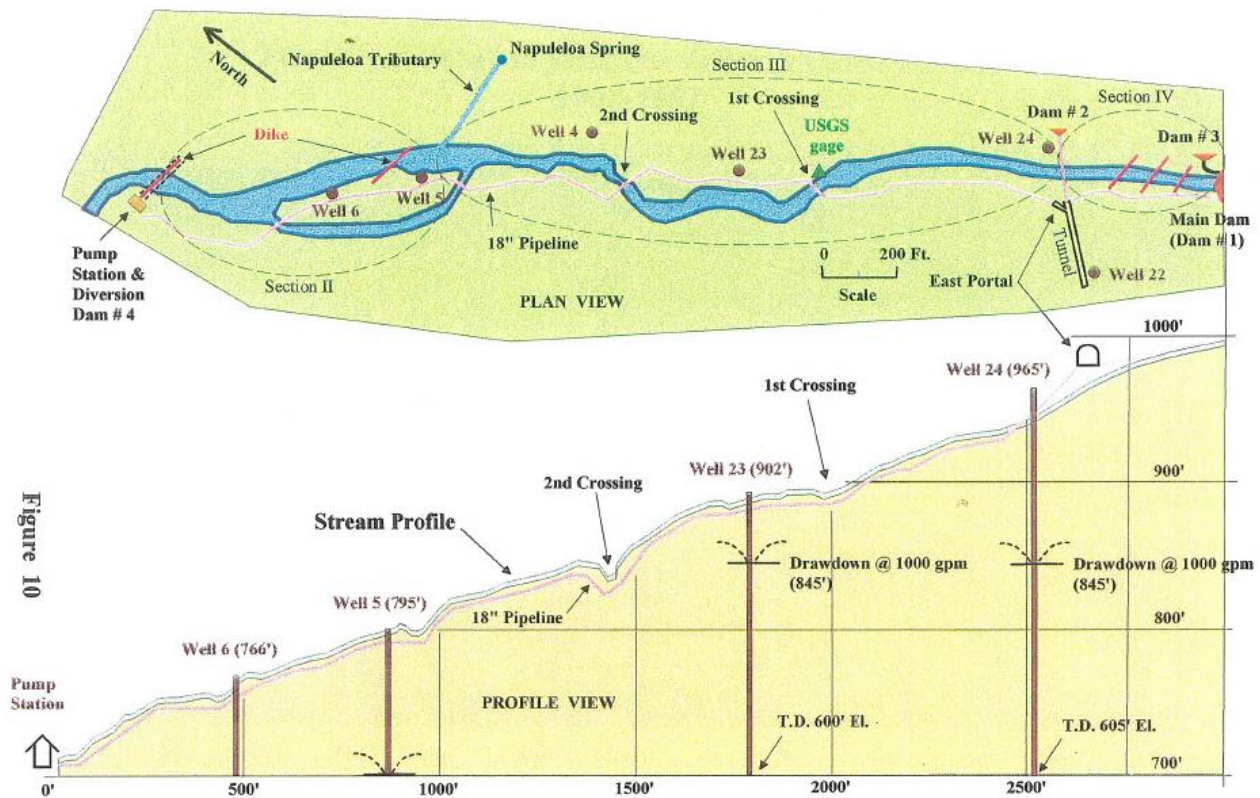 North
Napuleloa Tributary
Napuleloa Spring
Section III
1st Crossing
2nd Crossing
USGS
gage
Well 4
Well 23
Dam # 2
Well 24
Section IV
Dam # 3
Dike
Well 6
Well 5
18" Pipeline
Main Dam
(Dam # 1)
Pump
Station &
Diversion
Dam # 4
Section II
PLAN VIEW
0 200 Ft.
Scale
East Portal
Tunnel
Well 22
1000'
Well 24 (965')
1st Crossing
Well 23 (902')
2nd Crossing
900'
Stream Profile
Figure 10
Drawdown @ 1000 gpm
(845')
Drawdown @ 1000 gpm
(845')
Well 5 (795')
18" Pipeline
800'
Well 6 (766')
Pump
Station
PROFILE VIEW
T.D. 600' El.
T.D. 605' El.
700'
0' 500' 1000' 1500' 2000' 2500'